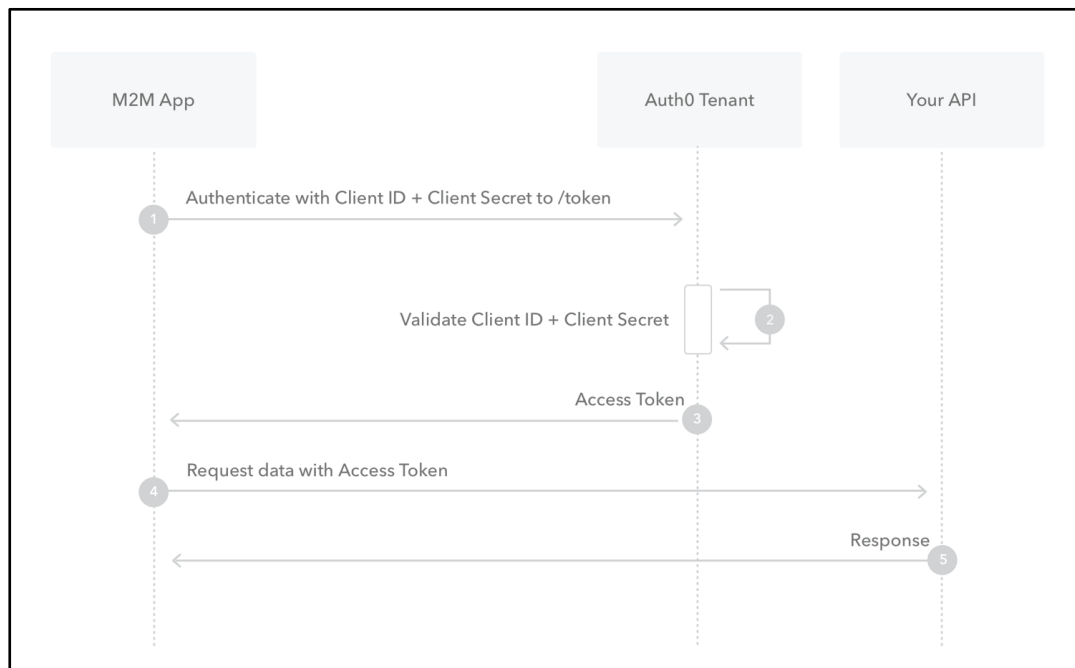 M2M App
Auth0 Tenant
Your API
Authenticate with Client ID + Client Secret to /token
1
Validate Client ID + Client Secret
2
Access Token
3
Request data with Access Token
4
Response
5